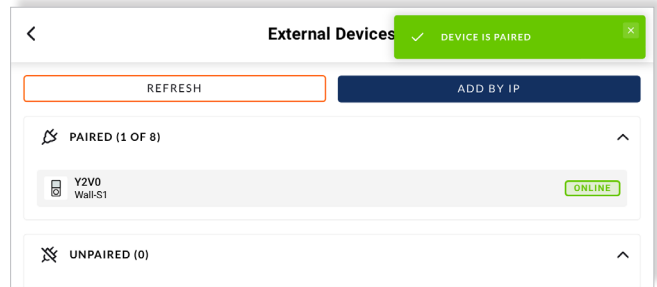 External Devices
DEVICE IS PAIRED
REFRESH
ADD BY IP
PAIRED (1 OF 8)
Y2V0
Wall-S1
ONLINE
UNPAIRED (0)